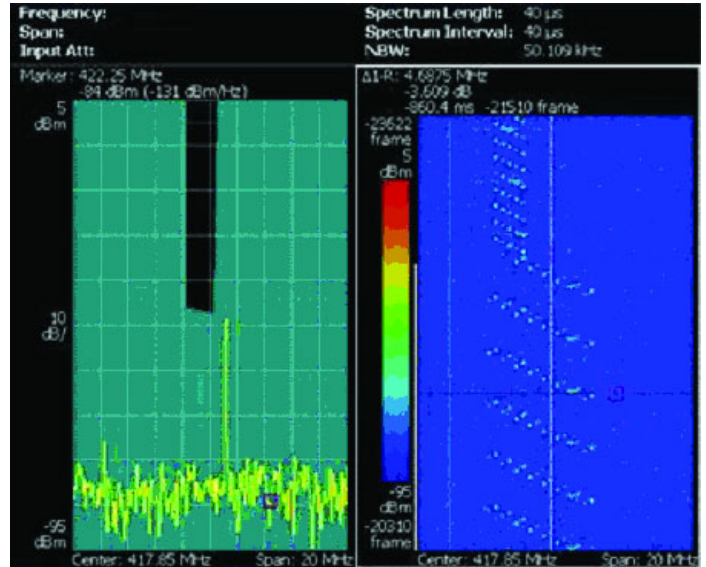 Frequency:
Span:
Input Att:
Spectrum Length: 40 µs
Spectrum Interval: 40 µs
NBW: 50.109 kHz
Marker: 422.25 MHz
-84 dBm (-131 dBm/Hz)
5
dBm
10
dB/
-95
dBm
Center: 417.85 MHz Span: 20 MHz
Δ1-R: 4.6875 MHz
-3.609 dB
-860.4 ms -21510 frame
-23622
frame
5
dBm
-95
dBm
-20310
frame
Center: 417.85 MHz Span: 20 MHz